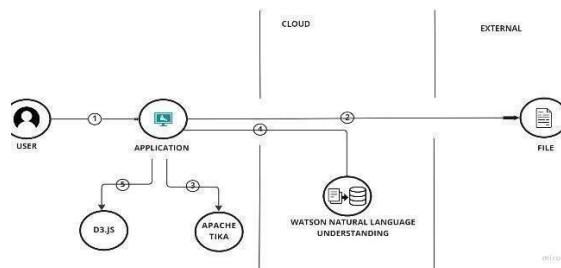 CLOUD
EXTERNAL
1
2
4
USER
APPLICATION
FILE
5
3
D3.JS
APACHE
TIKA
WATSON NATURAL LANGUAGE
UNDERSTANDING
miro